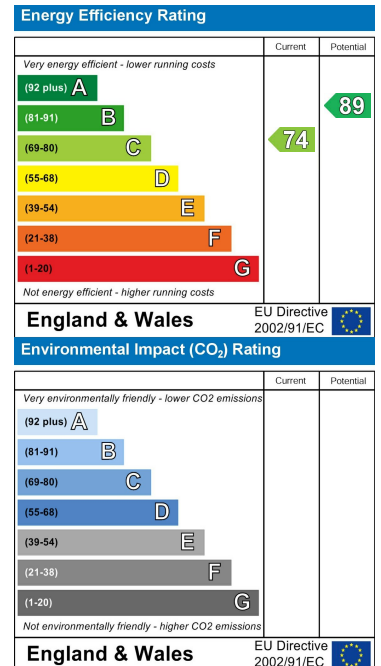 Energy Efficiency Rating
Current Potential
Very energy efficient - lower running costs
(92 plus) A
(81-91) B
89
(69-80) C
74
(55-68) D
(39-54) E
(21-38) F
(1-20) G
Not energy efficient - higher running costs
England & Wales
EU Directive
2002/91/EC
Environmental Impact (CO₂) Rating
Current Potential
Very environmentally friendly - lower CO2 emissions
(92 plus) A
(81-91) B
(69-80) C
(55-68) D
(39-54) E
(21-38) F
(1-20) G
Not environmentally friendly - higher CO2 emissions
England & Wales
EU Directive
2002/91/EC